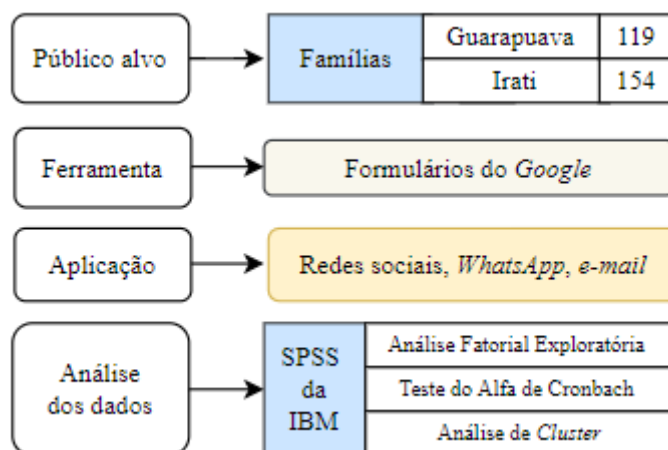 Público alvo
Famílias
Guarapuava 119
Irati 154
Ferramenta
Formulários do Google
Aplicação
Redes sociais, WhatsApp, e-mail
Análise
dos dados
SPSS
da
IBM
Análise Fatorial Exploratória
Teste do Alfa de Cronbach
Análise de Cluster